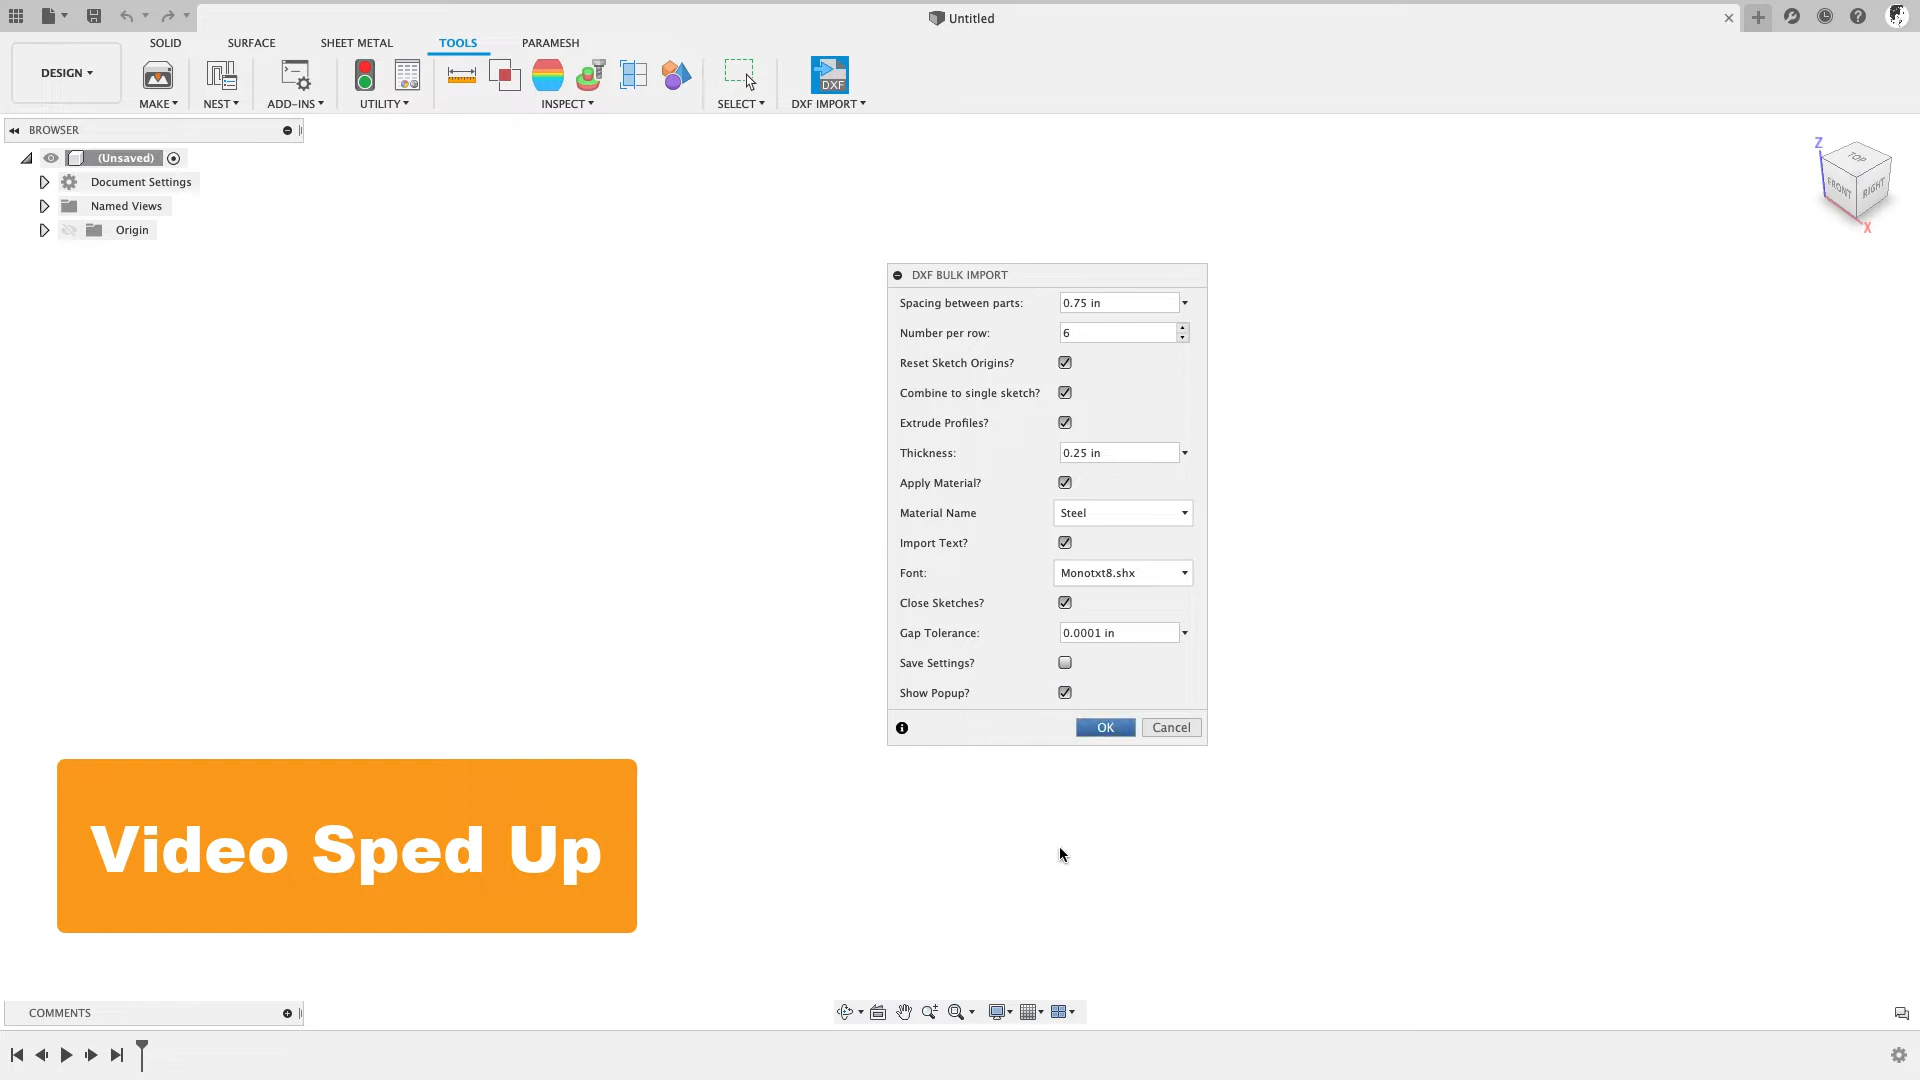 Untitled
SOLID
SURFACE
SHEET METAL
TOOLS
PARAMESH
DESIGN
DXF
MAKE
NEST
ADD-INS
UTILITY
INSPECT
SELECT
DXF IMPORT
BROWSER
(Unsaved)
Document Settings
Named Views
Origin
Z
TOP
FRONT
RIGHT
X
DXF BULK IMPORT
Spacing between parts: 0.75 in
Number per row: 6
Reset Sketch Origins?
Combine to single sketch?
Extrude Profiles?
Thickness: 0.25 in
Apply Material?
Material Name Steel
Import Text?
Font: Monotxt8.shx
Close Sketches?
Gap Tolerance: 0.0001 in
Save Settings?
Show Popup?
OK Cancel
Video Sped Up
COMMENTS